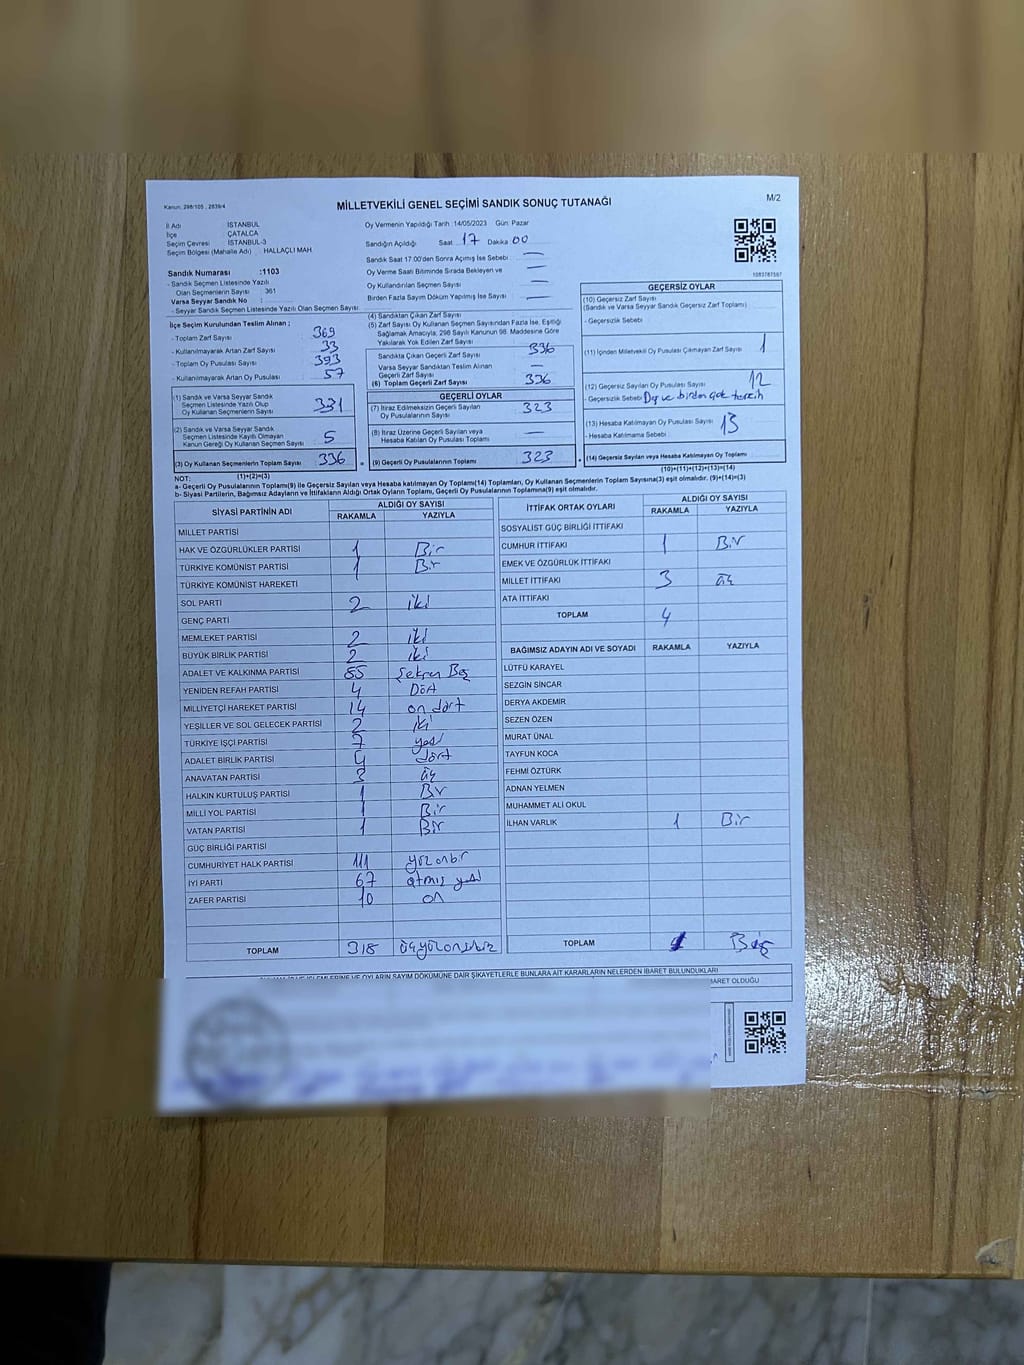 Kanun: 298/105 , 2839/4
MİLLETVEKİLİ GENEL SEÇİMİ SANDIK SONUÇ TUTANAĞI
M/2
İl Adı : İSTANBUL
İlçe : ÇATALCA
Seçim Çevresi : İSTANBUL-3
Seçim Bölgesi (Mahalle Adı) : HALLAÇLI MAH
Sandık Numarası :1103
- Sandık Seçmen Listesinde Yazılı
Olan Seçmenlerin Sayısı : 361
Varsa Seyyar Sandık No :
- Seyyar Sandık Seçmen Listesinde Yazılı Olan Seçmen Sayısı :
Oy Vermenin Yapıldığı Tarih :14/05/2023 Gün: Pazar
Sandığın Açıldığı Saat 17 Dakika 00
Sandık Saat 17:00'den Sonra Açılmış İse Sebebi —
Oy Verme Saati Bitiminde Sırada Bekleyen ve —
Oy Kullandırılan Seçmen Sayısı —
Birden Fazla Sayım Döküm Yapılmış İse Sayısı —
1083787587
İlçe Seçim Kurulundan Teslim Alınan ;
- Toplam Zarf Sayısı 369
- Kullanılmayarak Artan Zarf Sayısı 33
- Toplam Oy Pusulası Sayısı 393
- Kullanılmayarak Artan Oy Pusulası 57
(1) Sandık ve Varsa Seyyar Sandık
Seçmen Listesinde Yazılı Olup
Oy Kullanan Seçmenlerin Sayısı 331
(2) Sandık ve Varsa Seyyar Sandık
Seçmen Listesinde Kayıtlı Olmayan
Kanun Gereği Oy Kullanan Seçmen Sayısı 5
(3) Oy Kullanan Seçmenlerin Toplam Sayısı 336
(1)+(2)=(3)
(4) Sandıktan Çıkan Zarf Sayısı
(5) Zarf Sayısı Oy Kullanan Seçmen Sayısından Fazla İse, Eşitliği
Sağlamak Amacıyla, 298 Sayılı Kanunun 98. Maddesine Göre
Yakılarak Yok Edilen Zarf Sayısı
Sandıkta Çıkan Geçerli Zarf Sayısı 336
Varsa Seyyar Sandıktan Teslim Alınan
Geçerli Zarf Sayısı —
(6) Toplam Geçerli Zarf Sayısı 336
GEÇERLİ OYLAR
(7) İtiraz Edilmeksizin Geçerli Sayılan
Oy Pusulalarının Sayısı 323
(8) İtiraz Üzerine Geçerli Sayılan veya
Hesaba Katılan Oy Pusulası Toplamı —
(9) Geçerli Oy Pusulalarının Toplamı 323
GEÇERSİZ OYLAR
(10) Geçersiz Zarf Sayısı
(Sandık ve Varsa Seyyar Sandık Geçersiz Zarf Toplamı)
- Geçersizlik Sebebi
(11) İçinden Milletvekili Oy Pusulası Çıkmayan Zarf Sayısı 1
(12) Geçersiz Sayılan Oy Pusulası Sayısı 12
- Geçersizlik Sebebi ve birden çok tercih
(13) Hesaba Katılmayan Oy Pusulası Sayısı 13
- Hesaba Katılmama Sebebi
(14) Geçersiz Sayılan veya Hesaba Katılmayan Oy Toplamı
(10)+(11)+(12)+(13)=(14)
NOT:
a- Geçerli Oy Pusulalarının Toplamı(9) ile Geçersiz Sayılan veya Hesaba katılmayan Oy Toplamı(14) Toplamları, Oy Kullanan Seçmenlerin Toplam Sayısına(3) eşit olmalıdır. (9)+(14)=(3)
b- Siyasi Partilerin, Bağımsız Adayların ve İttifakların Aldığı Ortak Oyların Toplamı, Geçerli Oy Pusulalarının Toplamına(9) eşit olmalıdır.
SİYASİ PARTİNİN ADI
ALDIĞI OY SAYISI
RAKAMLA YAZIYLA
MİLLET PARTİSİ
HAK VE ÖZGÜRLÜKLER PARTİSİ 1 Bir
TÜRKİYE KOMÜNİST PARTİSİ 1 Bir
TÜRKİYE KOMÜNİST HAREKETİ
SOL PARTİ 2 iki
GENÇ PARTİ
MEMLEKET PARTİSİ 2 iki
BÜYÜK BİRLİK PARTİSİ 2 iki
ADALET VE KALKINMA PARTİSİ 85 Seksen Beş
YENİDEN REFAH PARTİSİ 4 Dört
MİLLİYETÇİ HAREKET PARTİSİ 14 on dört
YEŞİLLER VE SOL GELECEK PARTİSİ 2 iki
TÜRKİYE İŞÇİ PARTİSİ 7 yedi
ADALET BİRLİK PARTİSİ 4 dört
ANAVATAN PARTİSİ 3 üç
HALKIN KURTULUŞ PARTİSİ 1 Bir
MİLLİ YOL PARTİSİ 1 Bir
VATAN PARTİSİ 1 Bir
GÜÇ BİRLİĞİ PARTİSİ
CUMHURİYET HALK PARTİSİ 111 yüzonbir
İYİ PARTİ 67 atmış yedi
ZAFER PARTİSİ 10 on
TOPLAM 318 üçyüzonsekiz
İTTİFAK ORTAK OYLARI
ALDIĞI OY SAYISI
RAKAMLA YAZIYLA
SOSYALİST GÜÇ BİRLİĞİ İTTİFAKI
CUMHUR İTTİFAKI 1 Bir
EMEK VE ÖZGÜRLÜK İTTİFAKI
MİLLET İTTİFAKI 3 üç
ATA İTTİFAKI
TOPLAM 4
BAĞIMSIZ ADAYIN ADI VE SOYADI RAKAMLA YAZIYLA
LÜTFÜ KARAYEL
SEZGİN SİNCAR
DERYA AKDEMİR
SEZEN ÖZEN
MURAT ÜNAL
TAYFUN KOCA
FEHMİ ÖZTÜRK
ADNAN YELMEN
MUHAMMET ALİ OKUL
İLHAN VARLIK 1 Bir
TOPLAM
İŞLEMLERİNE VE OYLARIN SAYIM DÖKÜMÜNE DAİR ŞİKAYETLERLE BUNLARA AİT KARARLARIN NELERDEN İBARET BULUNDUKLARI
BARET OLDUĞU